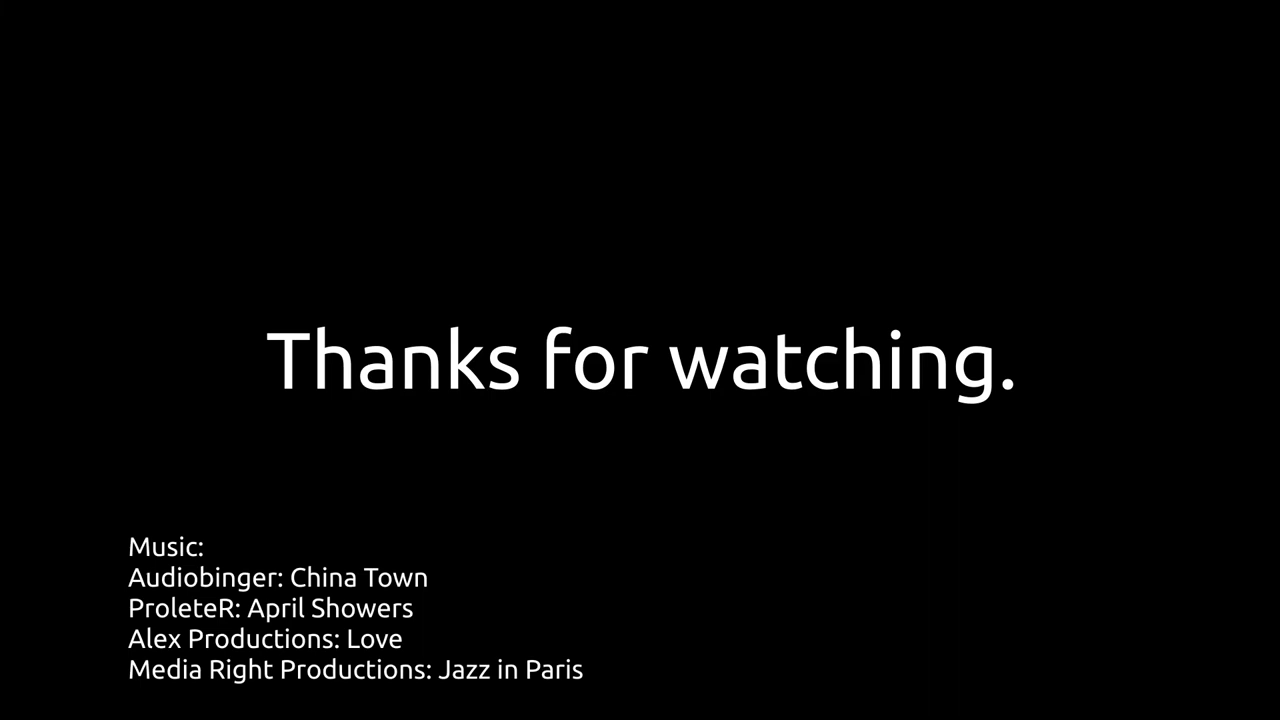 Thanks for watching.
Music:
Audiobinger: China Town
ProleteR: April Showers
Alex Productions: Love
Media Right Productions: Jazz in Paris